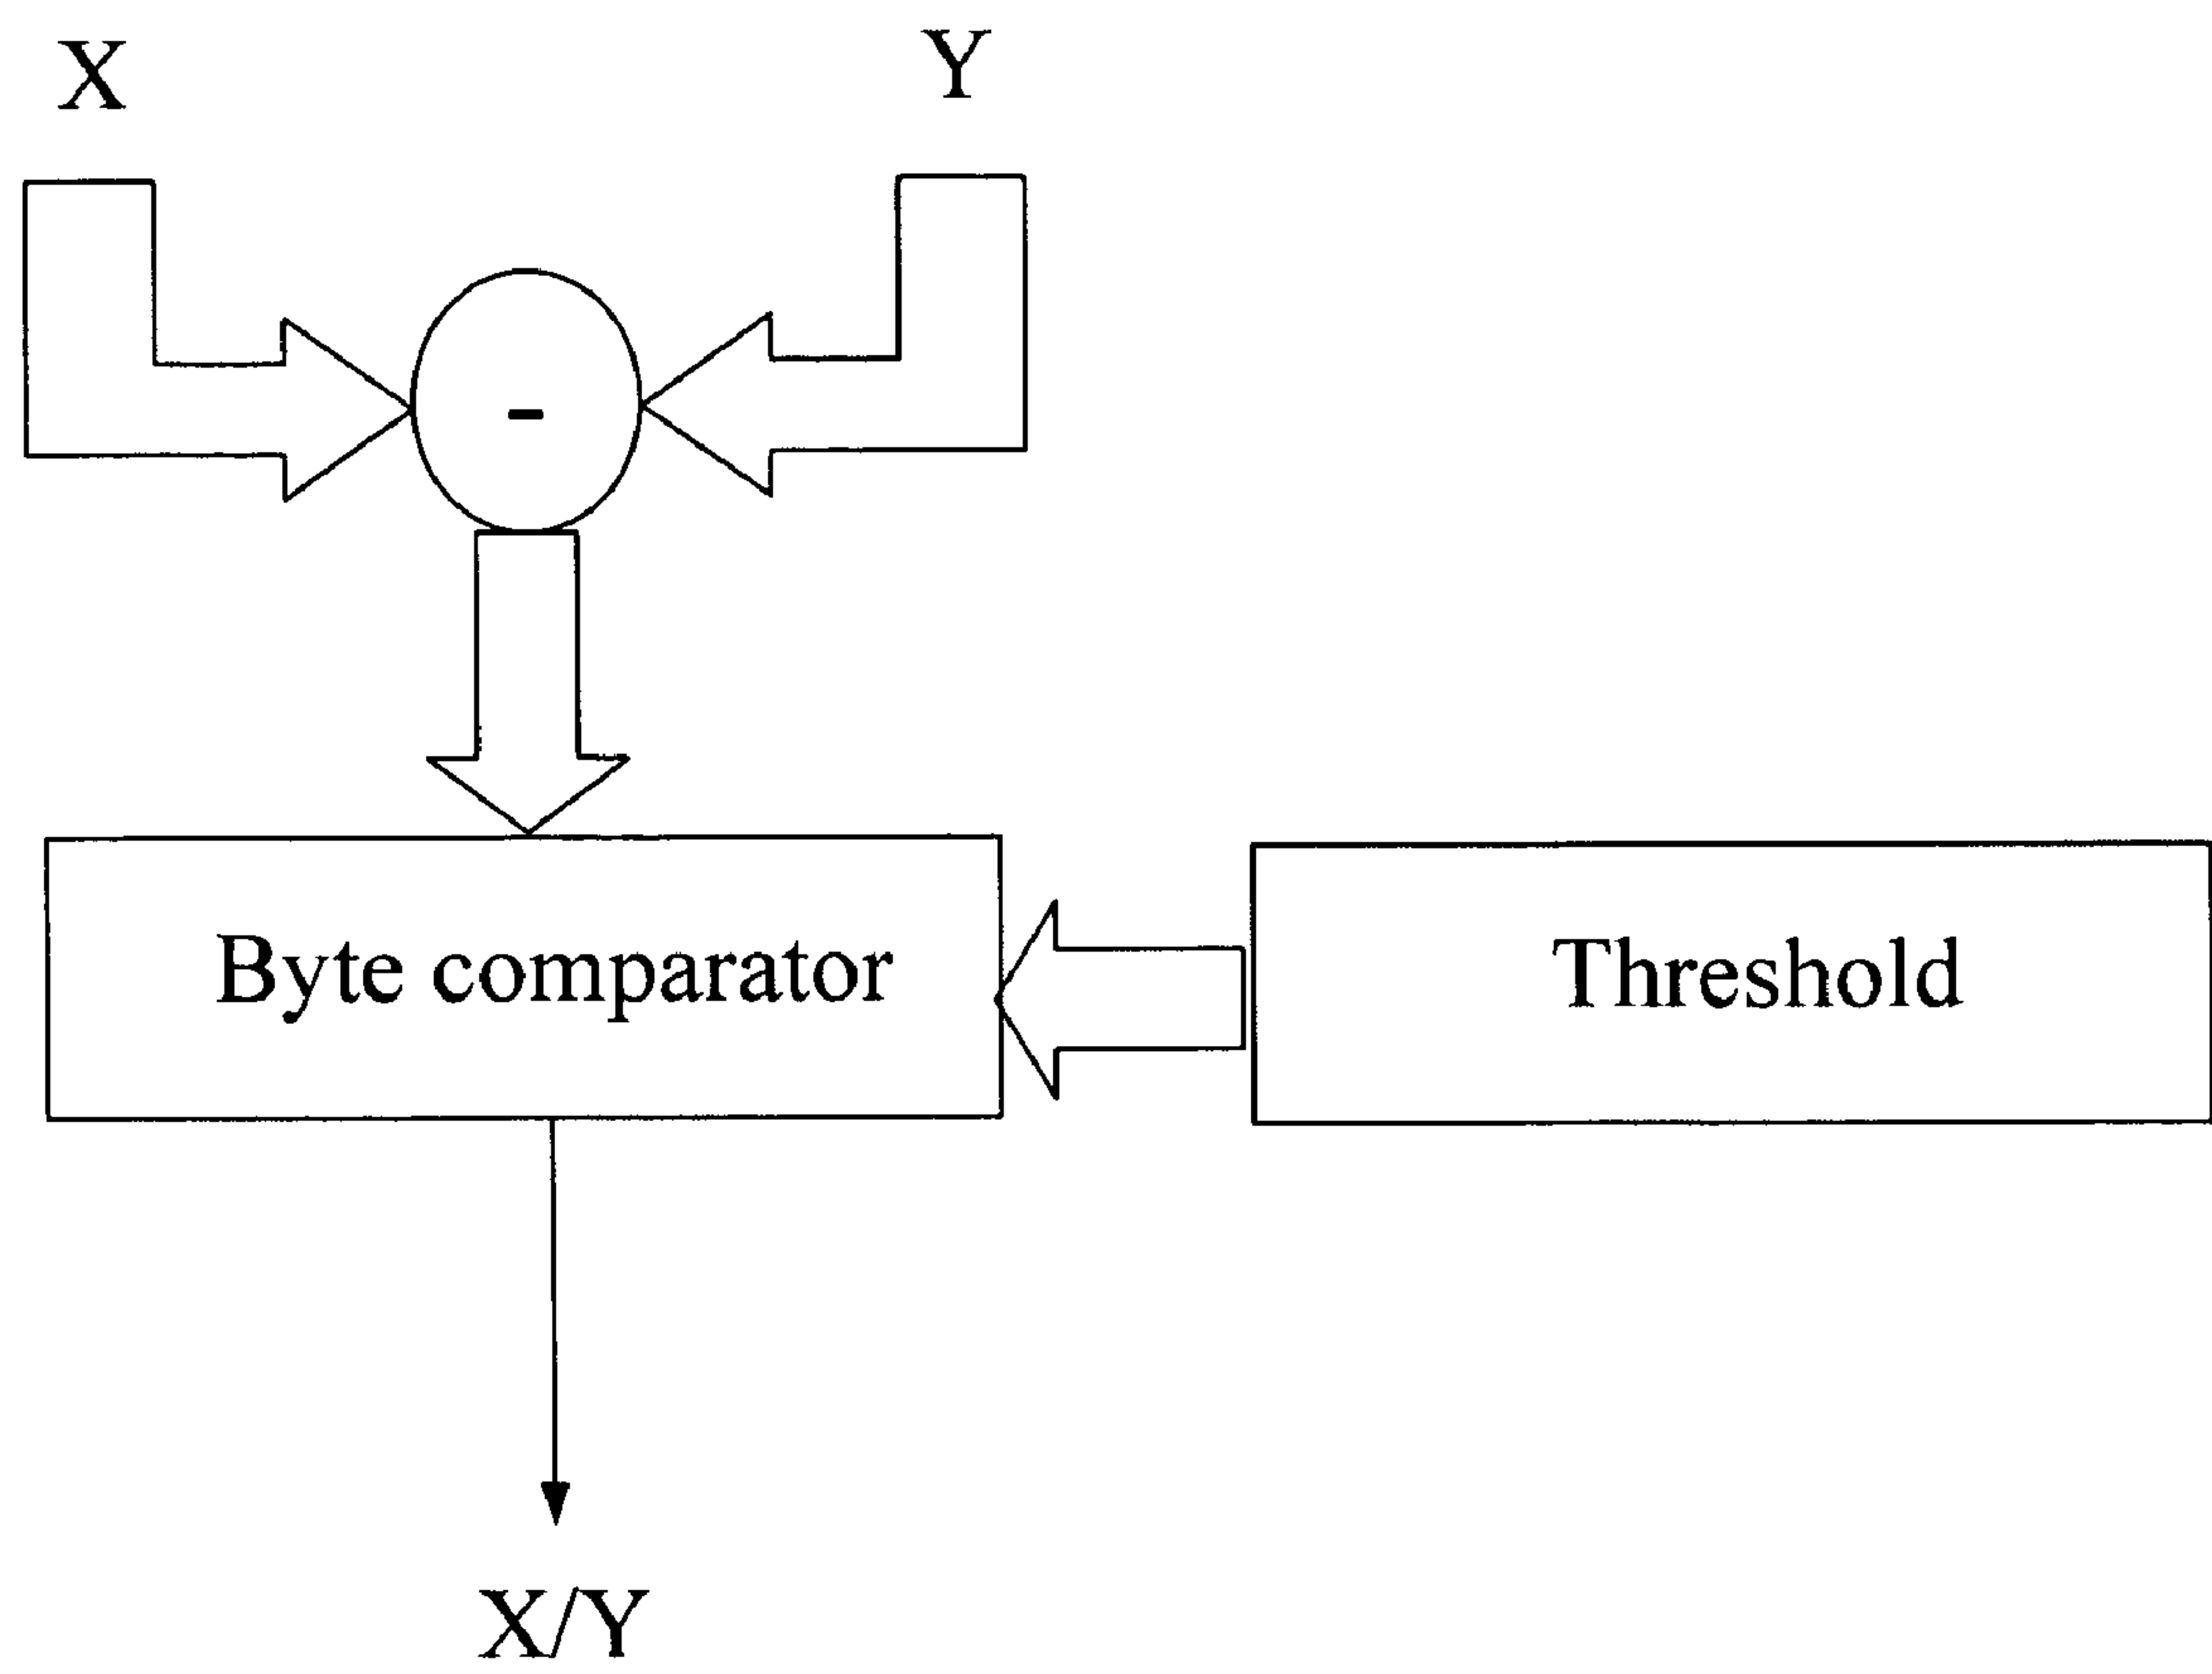 X
Y
-
Byte comparator
Threshold
X/Y